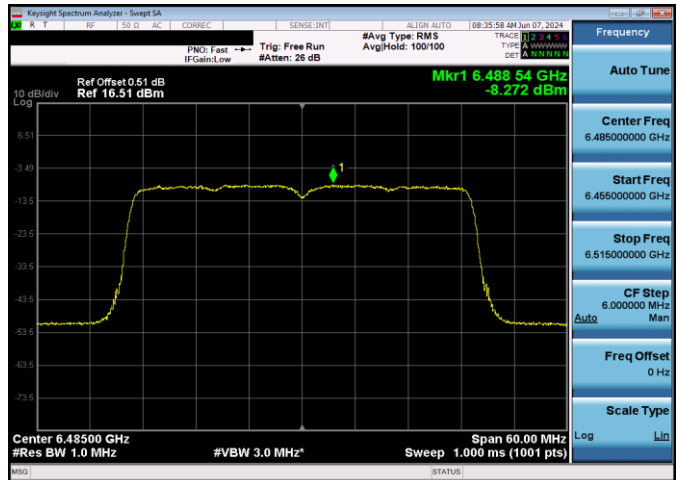 Keysight Spectrum Analyzer - Swept SA
R T RF 50 Ω AC CORREC SENSE:INT ALIGN AUTO 08:35:58 AM Jun 07, 2024
PNO: Fast
IFGain:Low
Trig: Free Run
#Atten: 26 dB
#Avg Type: RMS
Avg|Hold: 100/100
TRACE 1 2 3 4 5 6
TYPE A WWWWW
DET A N N N N N
Frequency
Mkr1 6.488 54 GHz
-8.272 dBm
Ref Offset 0.51 dB
10 dB/div Ref 16.51 dBm
Log
6.51
-3.49
-13.5
-23.5
-33.5
-43.5
-53.5
-63.5
-73.5
1
Center 6.48500 GHz
#Res BW 1.0 MHz
#VBW 3.0 MHz*
Span 60.00 MHz
Sweep 1.000 ms (1001 pts)
MSG
STATUS
Auto Tune
Center Freq
6.485000000 GHz
Start Freq
6.455000000 GHz
Stop Freq
6.515000000 GHz
CF Step
6.000000 MHz
Auto Man
Freq Offset
0 Hz
Scale Type
Log Lin